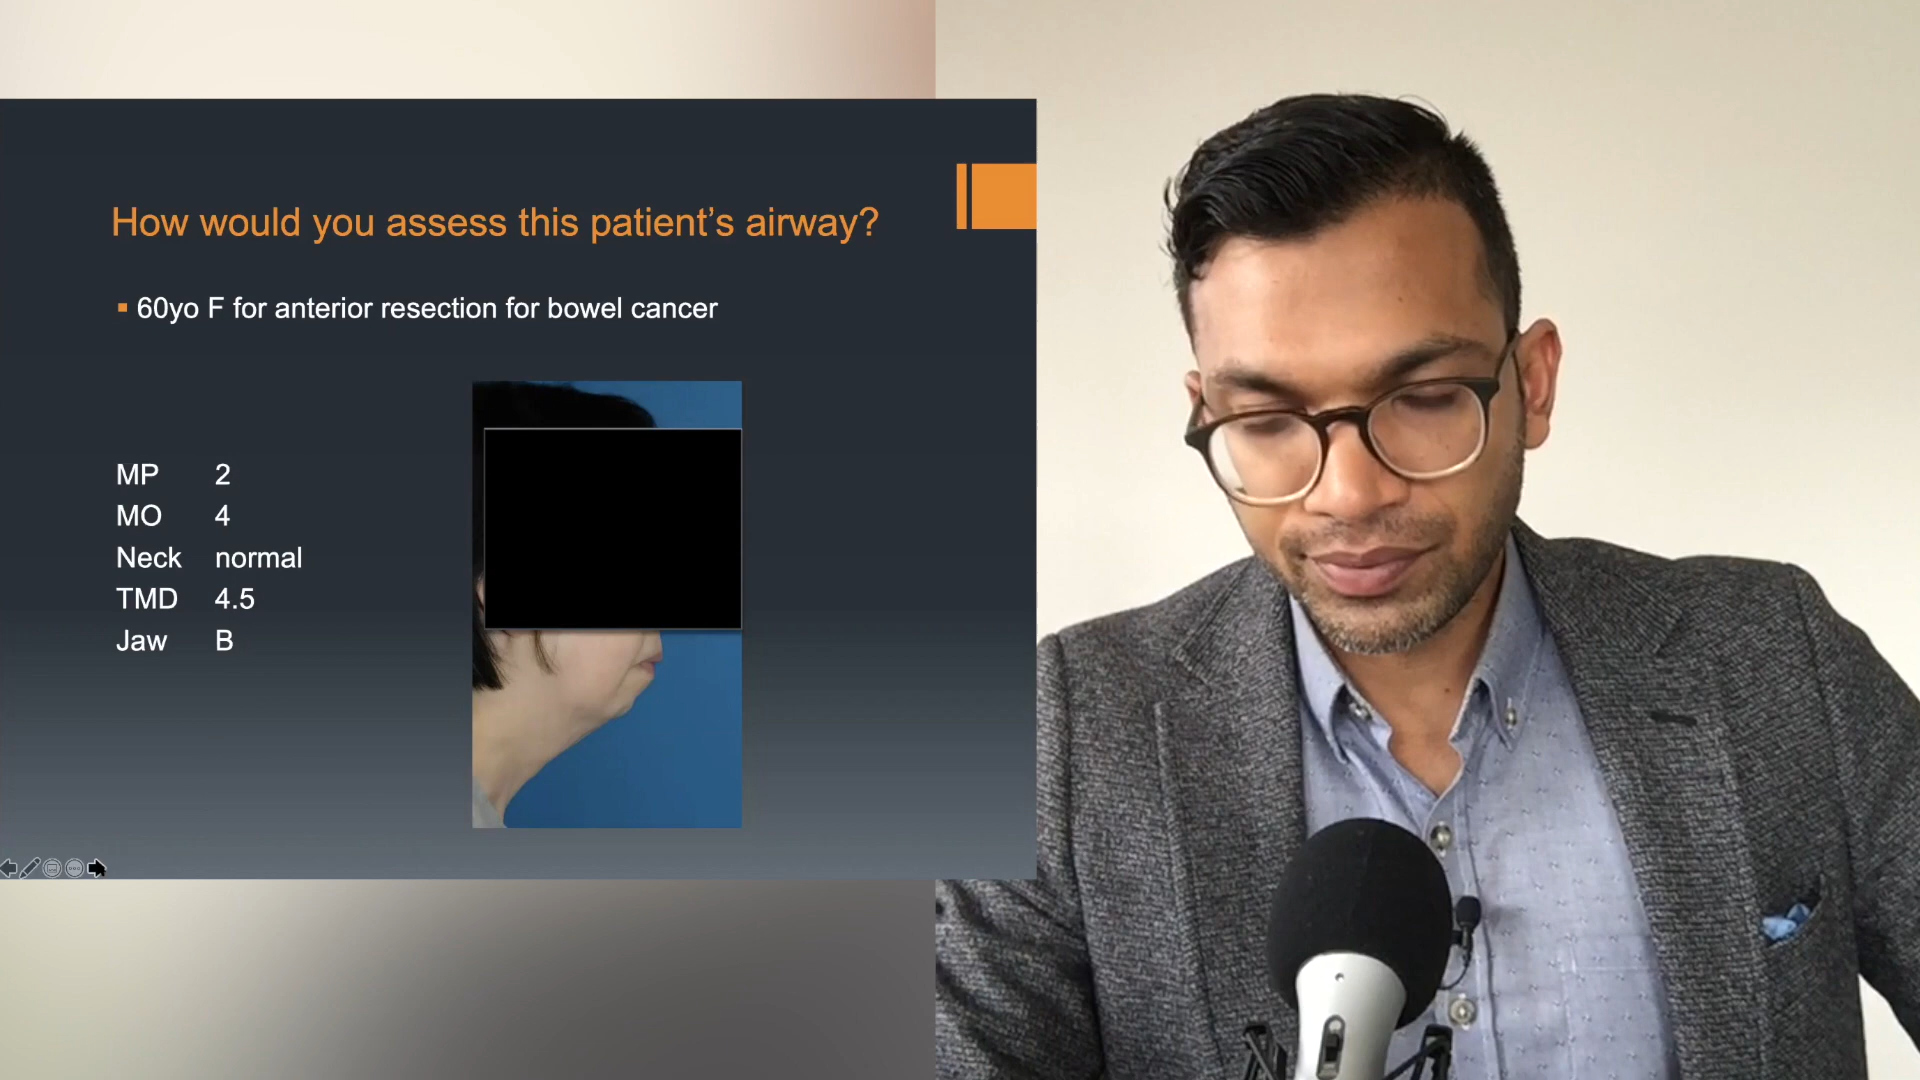 How would you assess this patient's airway?
60yo F for anterior resection for bowel cancer
MP 2
MO 4
Neck normal
TMD 4.5
Jaw B